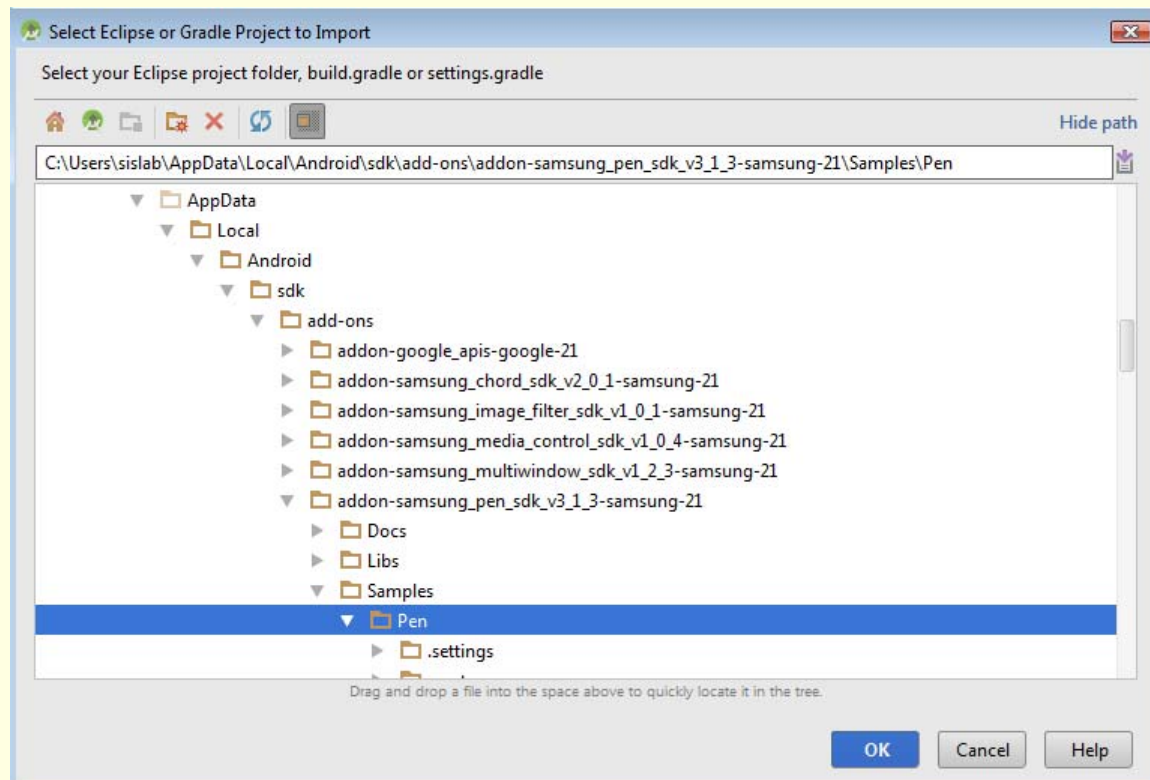 Select Eclipse or Gradle Project to Import
Select your Eclipse project folder, build.gradle or settings.gradle
Hide path
C:\Users\sislab\AppData\Local\Android\sdk\add-ons\addon-samsung_pen_sdk_v3_1_3-samsung-21\Samples\Pen
AppData
Local
Android
sdk
add-ons
addon-google_apis-google-21
addon-samsung_chord_sdk_v2_0_1-samsung-21
addon-samsung_image_filter_sdk_v1_0_1-samsung-21
addon-samsung_media_control_sdk_v1_0_4-samsung-21
addon-samsung_multiwindow_sdk_v1_2_3-samsung-21
addon-samsung_pen_sdk_v3_1_3-samsung-21
Docs
Libs
Samples
Pen
.settings
Drag and drop a file into the space above to quickly locate it in the tree.
OK Cancel Help